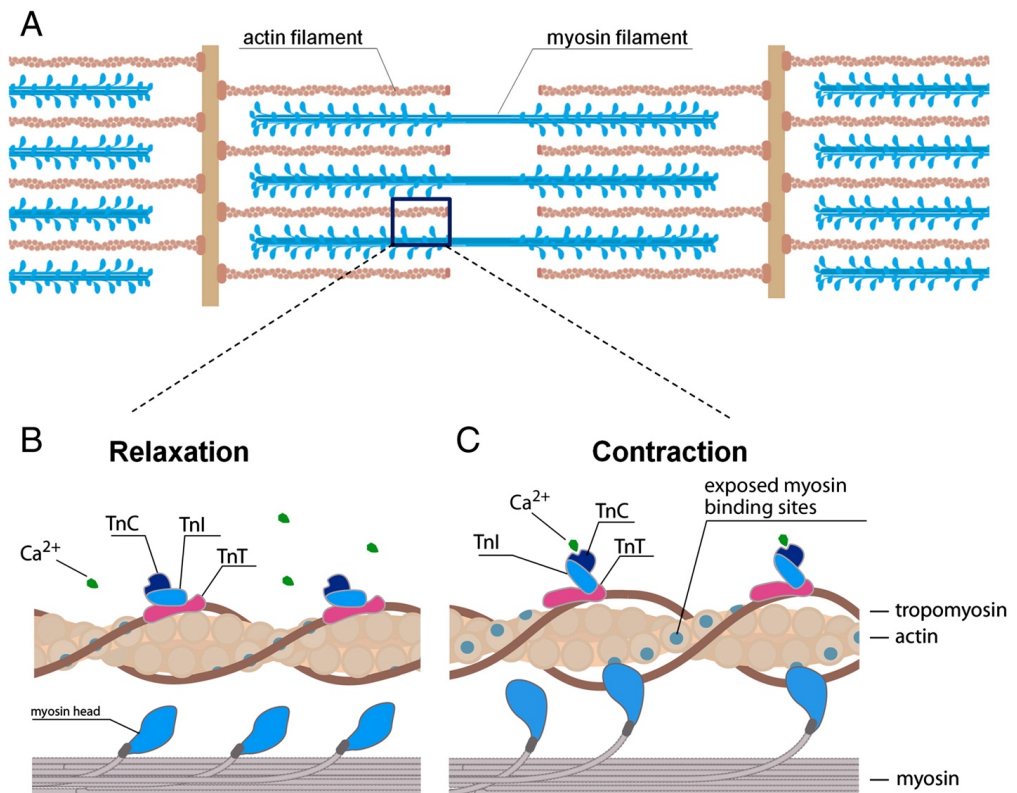 A
actin filament
myosin filament
B
Relaxation
TnC
TnI
TnT
Ca2+
myosin head
C
Contraction
exposed myosin
binding sites
Ca2+
TnC
TnI
TnT
tropomyosin
actin
myosin